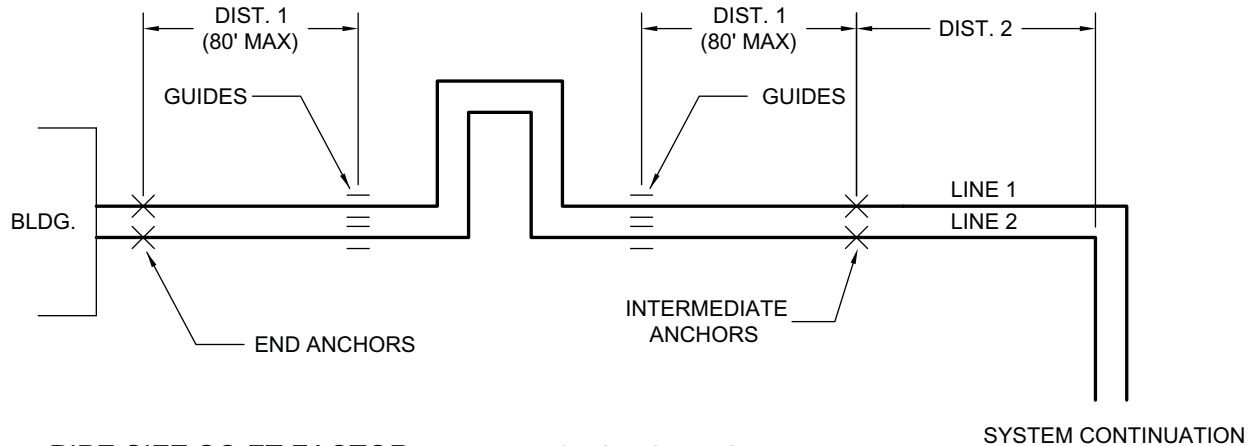 DIST. 1
(80' MAX)
DIST. 1
(80' MAX)
DIST. 2
GUIDES
GUIDES
LINE 1
BLDG.
LINE 2
INTERMEDIATE
ANCHORS
END ANCHORS
SYSTEM CONTINUATION